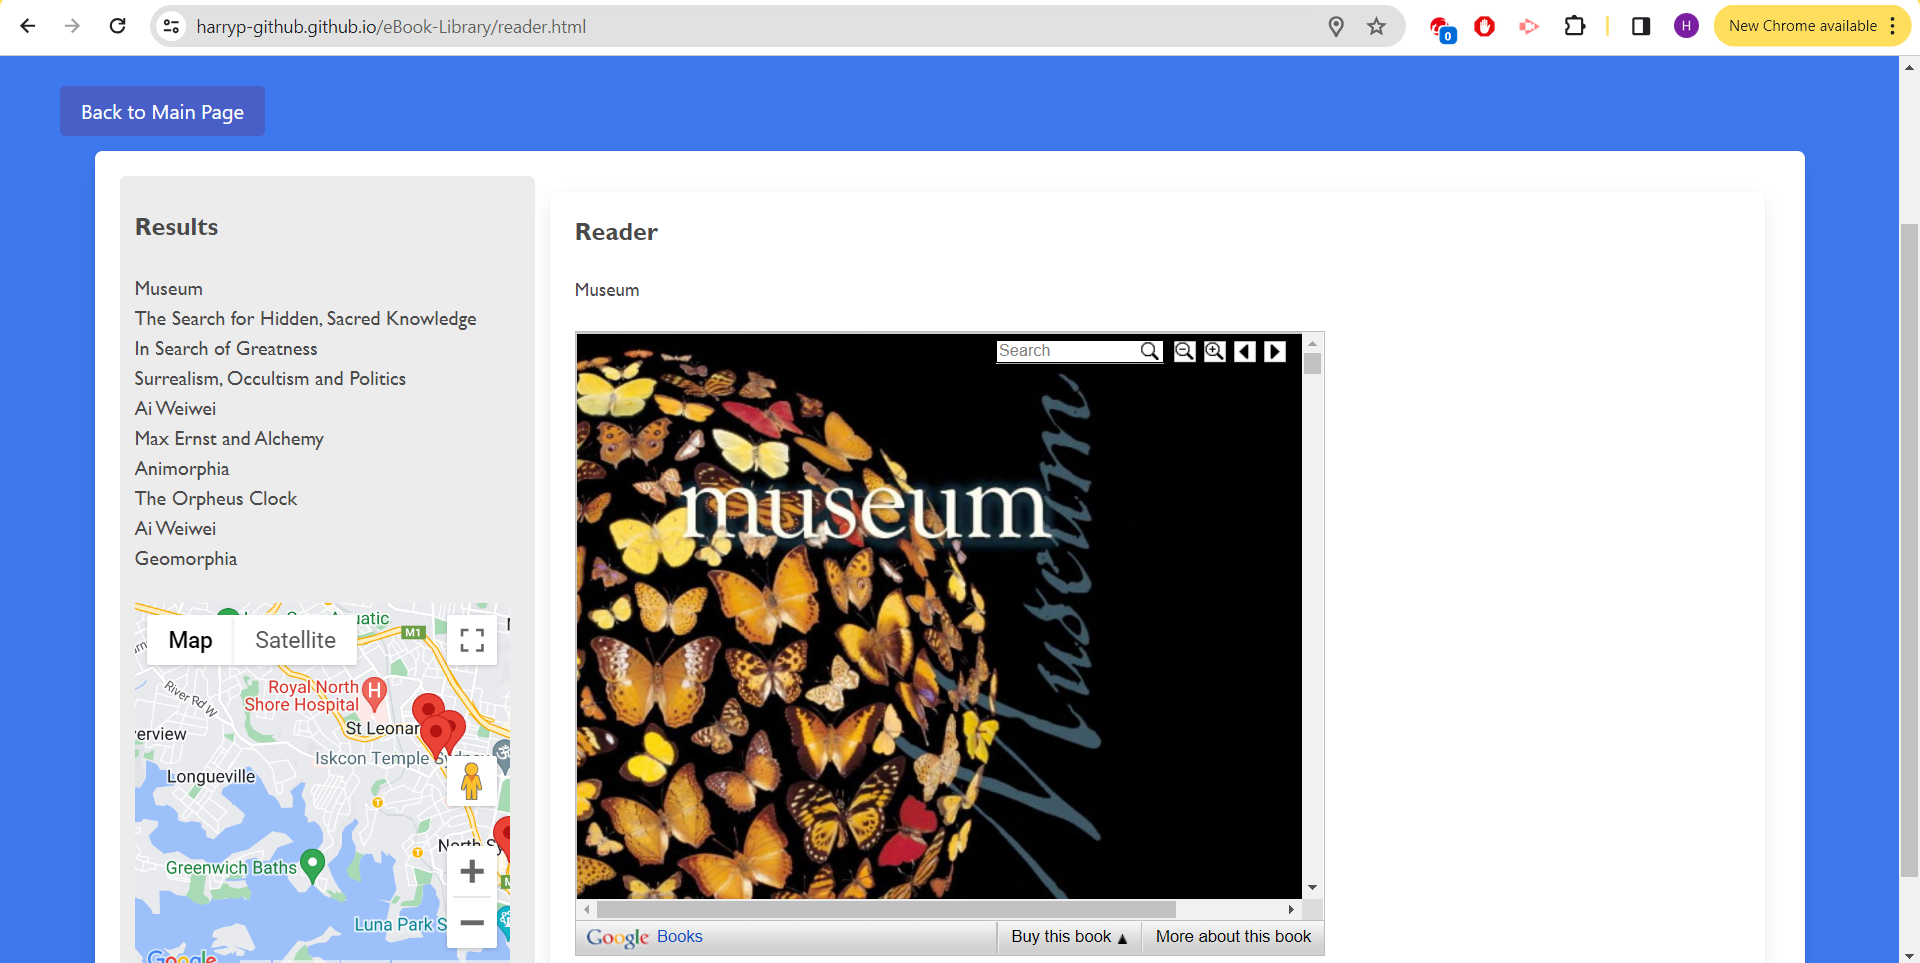 harryp-github.github.io/eBook-Library/reader.html
0
H
New Chrome available
Back to Main Page
Results
Museum
The Search for Hidden, Sacred Knowledge
In Search of Greatness
Surrealism, Occultism and Politics
Ai Weiwei
Max Ernst and Alchemy
Animorphia
The Orpheus Clock
Ai Weiwei
Geomorphia
Map
Satellite
M1
River Rd W
Royal North
Shore Hospital
H
St Leonar
erview
Iskcon Temple
Longueville
Greenwich Baths
Luna Park S
Google
Reader
Museum
Search
museum
Museum
Google Books
Buy this book
More about this book